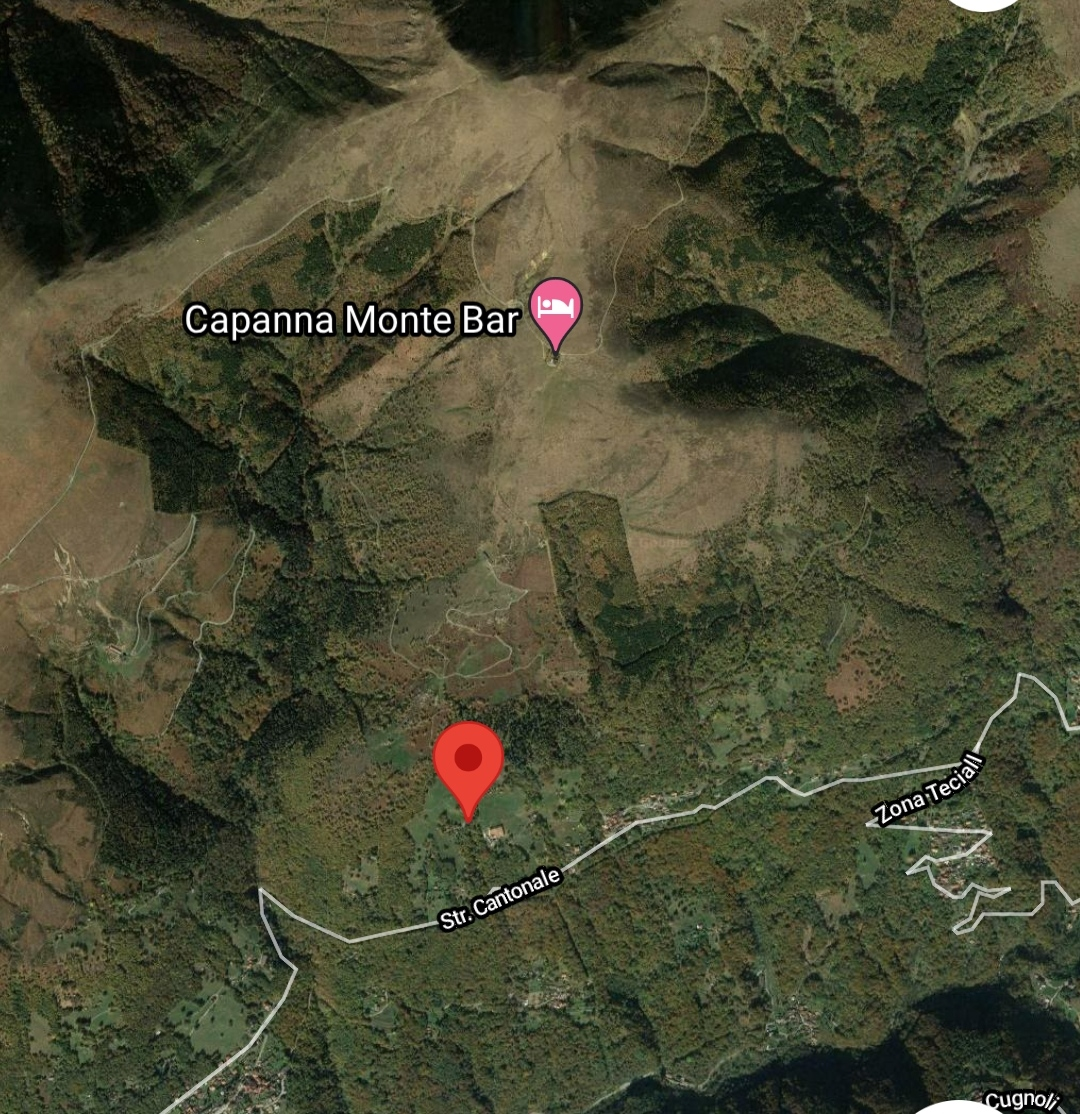 Capanna Monte Bar
Zona Teciall
Str. Cantonale
Cugnoli